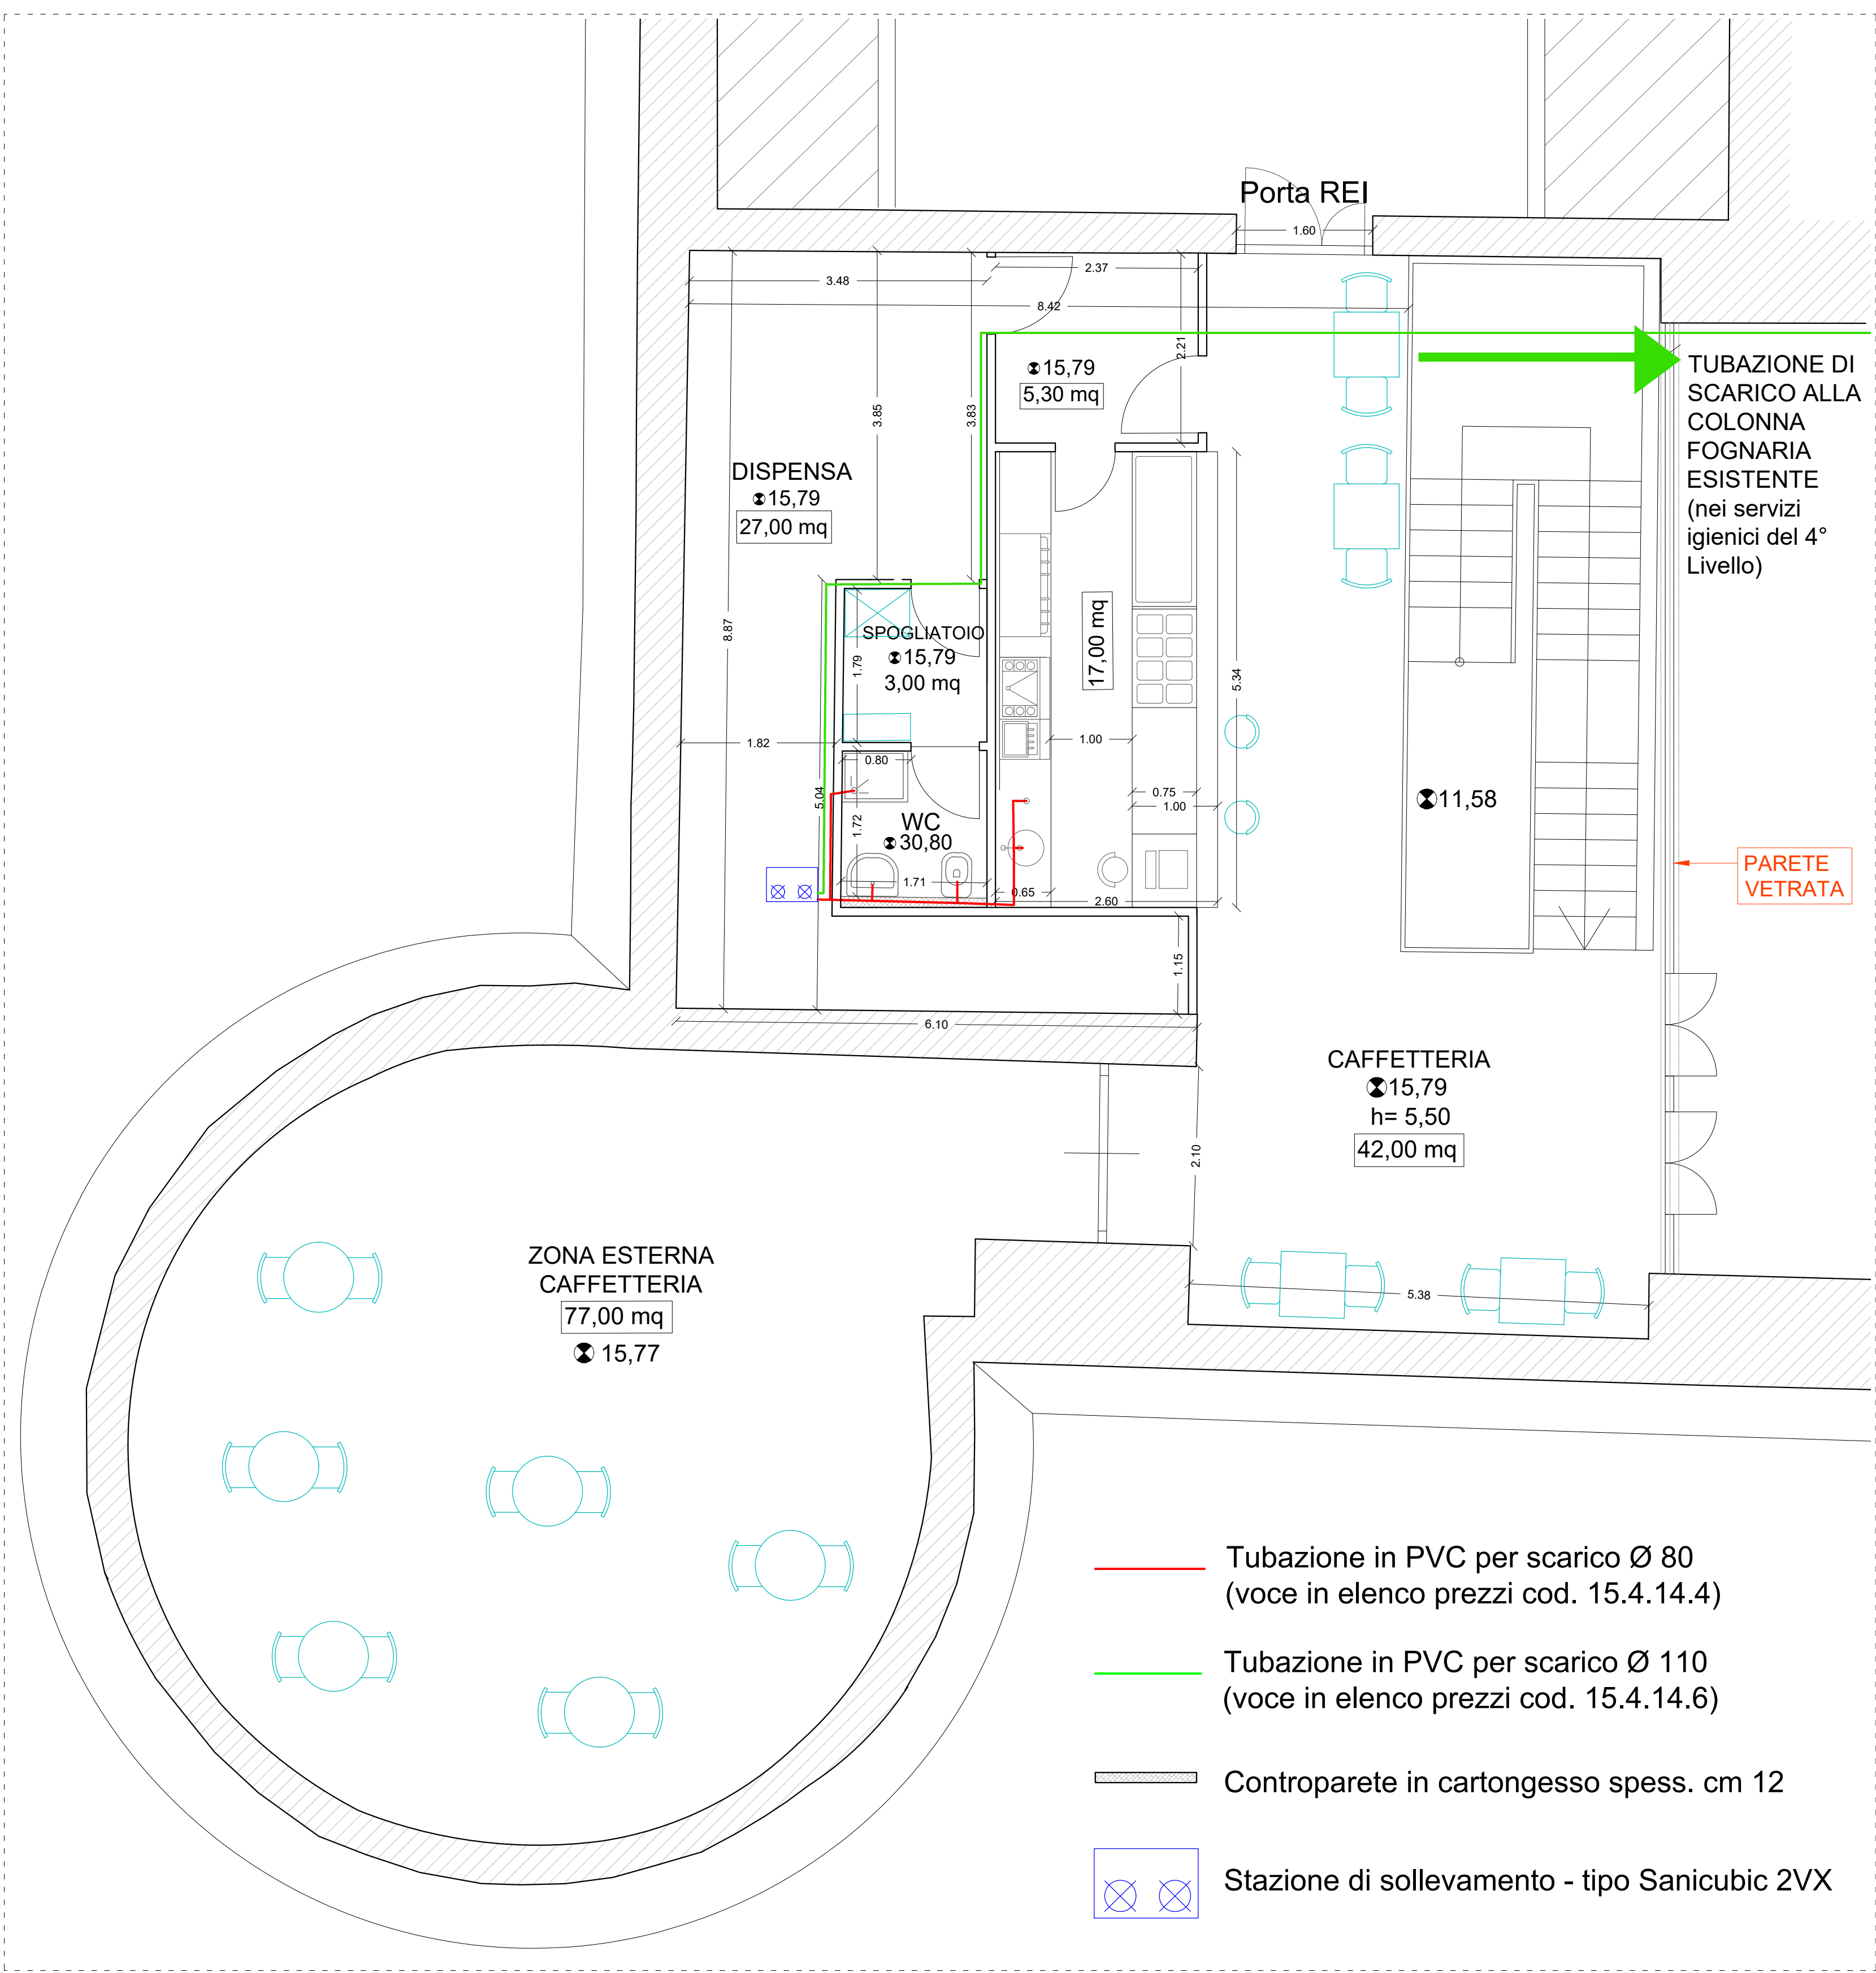 Porta REI
1.60
2.37
3.48
8.42
2.21
15,79
5,30 mq
3.85
3.83
TUBAZIONE DI
SCARICO ALLA
COLONNA
FOGNARIA
ESISTENTE
(nei servizi
igienici del 4°
Livello)
DISPENSA
15,79
27,00 mq
8.87
SPOGLIATOIO
15,79
3,00 mq
1.79
17,00 mq
5.34
1.82
1.00
0.80
5.04
0.75
1.00
11,58
1.72
WC
30,80
1.71
0.65
2.60
PARETE
VETRATA
1.15
6.10
CAFFETTERIA
15,79
h= 5,50
42,00 mq
2.10
ZONA ESTERNA
CAFFETTERIA
77,00 mq
15,77
5.38
Tubazione in PVC per scarico Ø 80
(voce in elenco prezzi cod. 15.4.14.4)
Tubazione in PVC per scarico Ø 110
(voce in elenco prezzi cod. 15.4.14.6)
Controparete in cartongesso spess. cm 12
Stazione di sollevamento - tipo Sanicubic 2VX